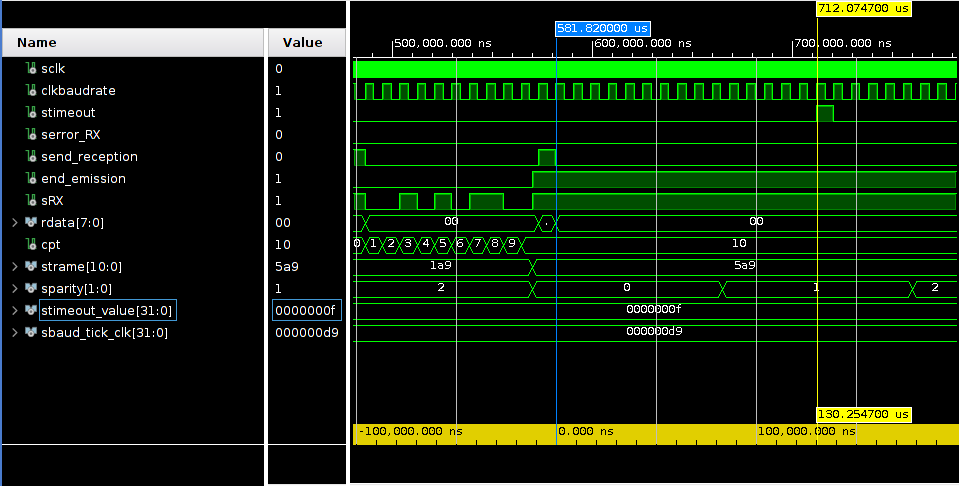 712.074700 us
581.820000 us
Name Value
500,000.000 ns 600,000.000 ns 700,000.000 ns
sclk 0
clkbaudrate 1
stimeout 1
serror_RX 0
send_reception 0
end_emission 1
sRX 1
rdata[7:0] 00 00 . 00
cpt 10 0 1 2 3 4 5 6 7 8 9 10
strame[10:0] 5a9 1a9 5a9
sparity[1:0] 1 2 0 1 2
stimeout_value[31:0] 0000000f 0000000f
sbaud_tick_clk[31:0] 000000d9 000000d9
130.254700 us
-100,000.000 ns 0.000 ns 100,000.000 ns